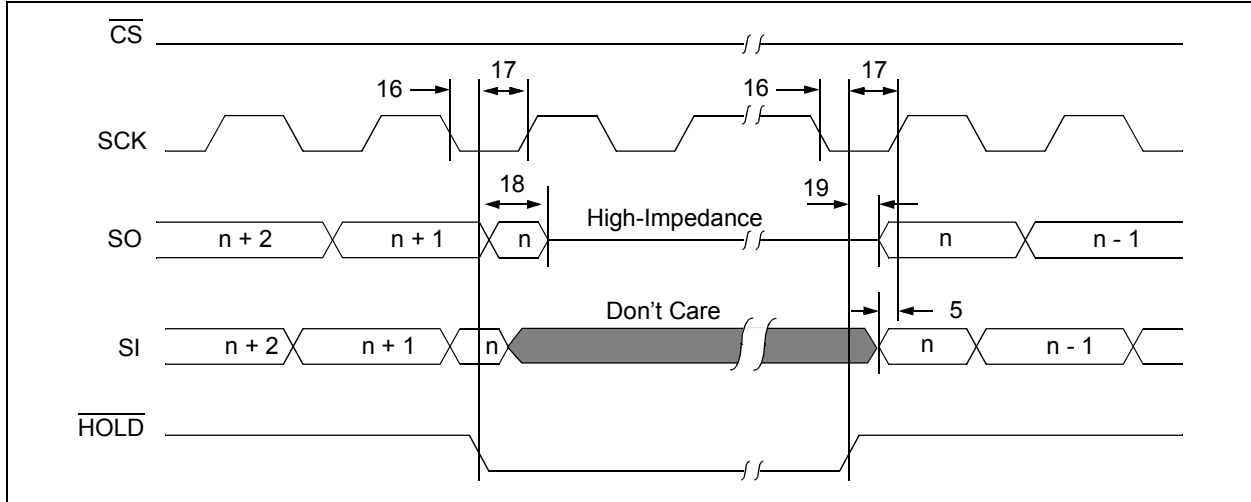 CS
16 17 16 17
SCK
18 19
SO n + 2 n + 1 n High-Impedance n n - 1
Don't Care 5
SI n + 2 n + 1 n n n - 1
HOLD